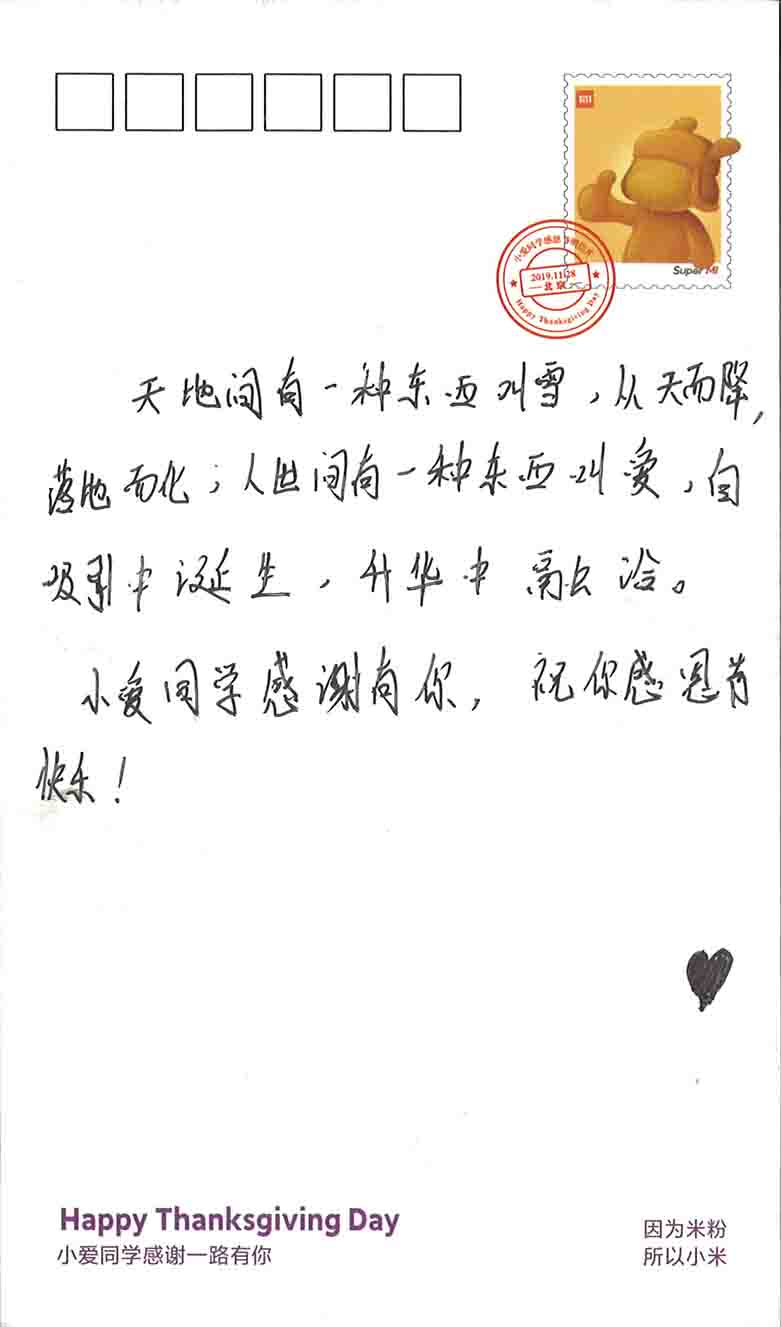 MI
Super MI
小爱同学感恩节明信片
2019.11.28
北京
Happy Thanksgiving Day
天地间有一种东西叫雪，从天而降，
落地而化；人世间有一种东西叫爱，自
吸引中诞生，升华中融洽。
小爱同学感谢有你，祝你感恩节
快乐！
Happy Thanksgiving Day
小爱同学感谢一路有你
因为米粉
所以小米